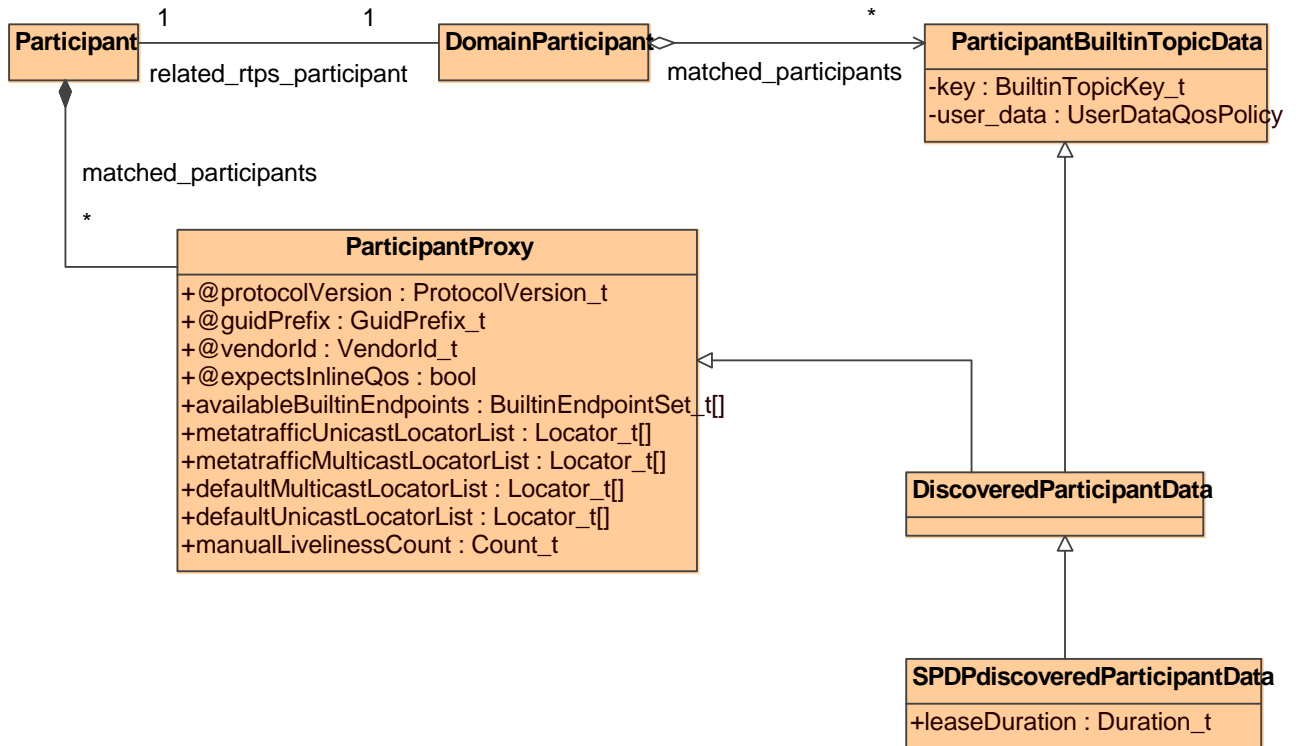 1
1
*
Participant
DomainParticipant
ParticipantBuiltinTopicData
related_rtps_participant
matched_participants
-key : BuiltinTopicKey_t
-user_data : UserDataQosPolicy
matched_participants
*
ParticipantProxy
+@protocolVersion : ProtocolVersion_t
+@guidPrefix : GuidPrefix_t
+@vendorId : VendorId_t
+@expectsInlineQos : bool
+availableBuiltinEndpoints : BuiltinEndpointSet_t[]
+metatrafficUnicastLocatorList : Locator_t[]
+metatrafficMulticastLocatorList : Locator_t[]
+defaultMulticastLocatorList : Locator_t[]
+defaultUnicastLocatorList : Locator_t[]
+manualLivelinessCount : Count_t
DiscoveredParticipantData
SPDPdiscoveredParticipantData
+leaseDuration : Duration_t